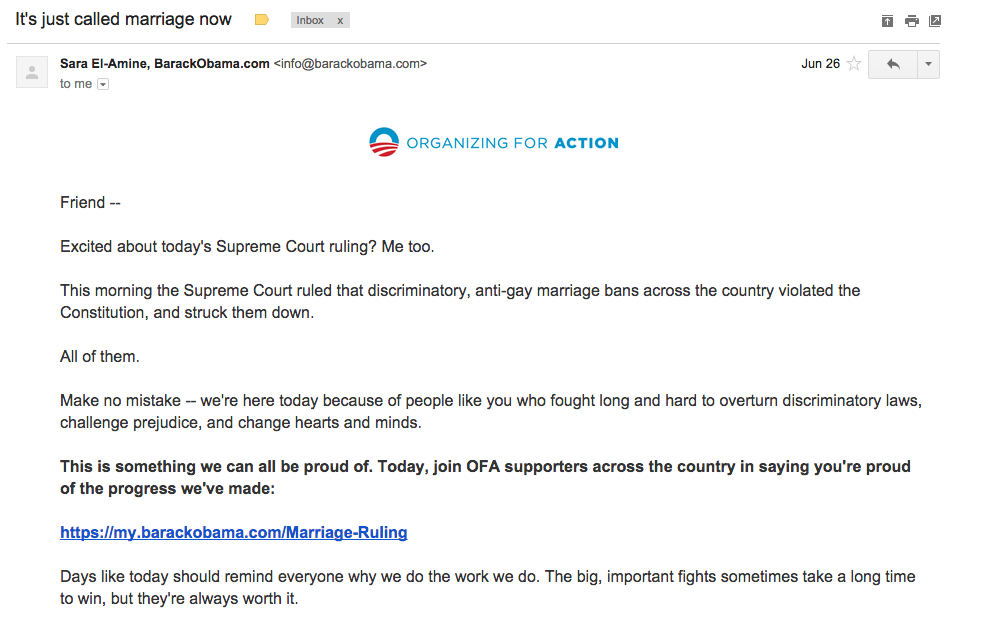 It's just called marriage now
Inbox x
Sara El-Amine, BarackObama.com <info@barackobama.com>
Jun 26
to me
ORGANIZING FOR ACTION
Friend --
Excited about today's Supreme Court ruling? Me too.
This morning the Supreme Court ruled that discriminatory, anti-gay marriage bans across the country violated the
Constitution, and struck them down.
All of them.
Make no mistake -- we're here today because of people like you who fought long and hard to overturn discriminatory laws,
challenge prejudice, and change hearts and minds.
This is something we can all be proud of. Today, join OFA supporters across the country in saying you're proud
of the progress we've made:
https://my.barackobama.com/Marriage-Ruling
Days like today should remind everyone why we do the work we do. The big, important fights sometimes take a long time
to win, but they're always worth it.